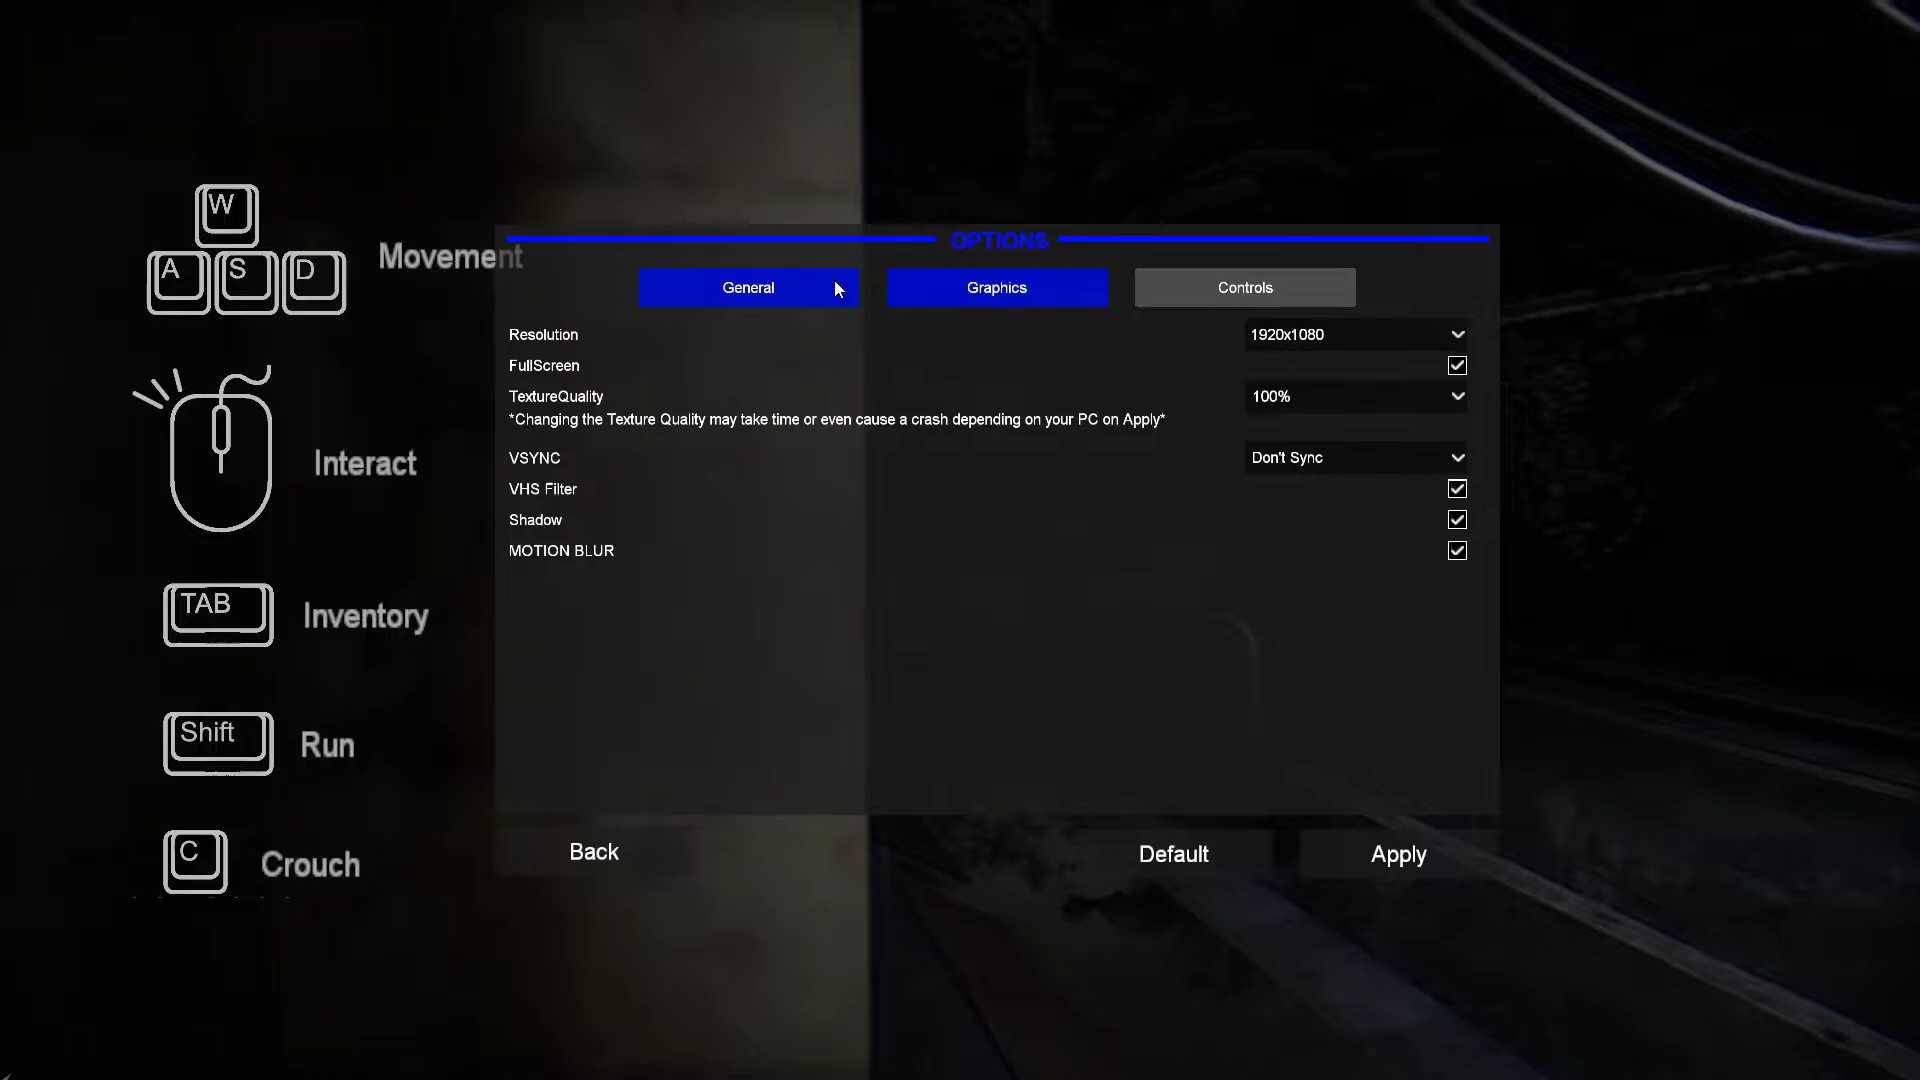 W
A S D
Movement
Interact
TAB
Inventory
Shift
Run
C
Crouch
OPTIONS
General
Graphics
Controls
Resolution
1920x1080
FullScreen
TextureQuality
100%
*Changing the Texture Quality may take time or even cause a crash depending on your PC on Apply*
VSYNC
Don't Sync
VHS Filter
Shadow
MOTION BLUR
Back
Default
Apply